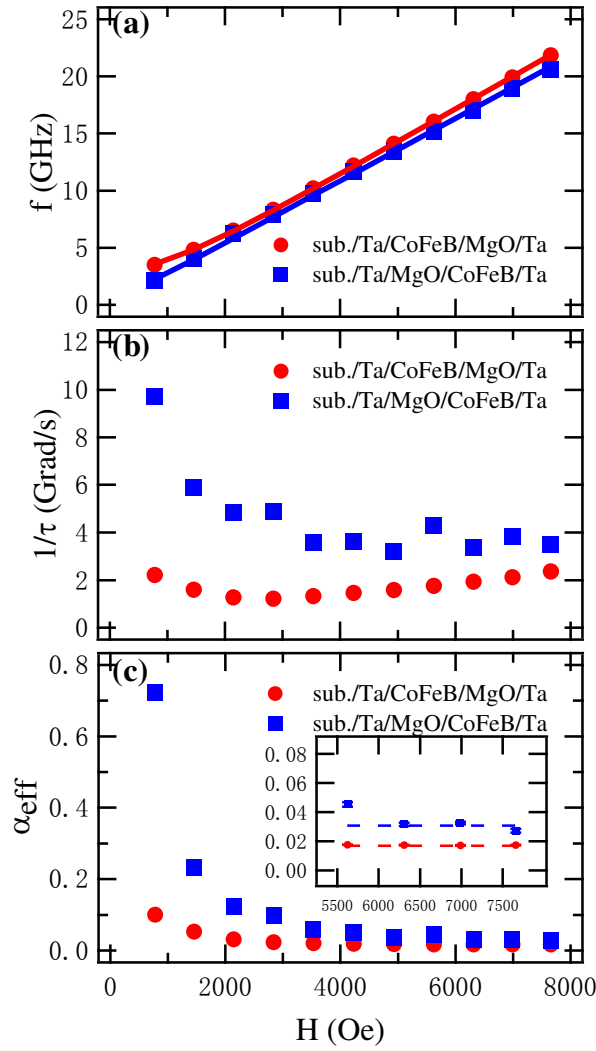 25
(a)
20
15
10
5
0
f (GHz)
sub./Ta/CoFeB/MgO/Ta
sub./Ta/MgO/CoFeB/Ta
12
(b)
10
8
6
4
2
0
1/τ (Grad/s)
sub./Ta/CoFeB/MgO/Ta
sub./Ta/MgO/CoFeB/Ta
0.8
(c)
0.6
0.4
0.2
0.0
αeff
sub./Ta/CoFeB/MgO/Ta
sub./Ta/MgO/CoFeB/Ta
0.08
0.06
0.04
0.02
0.00
5500 6000 6500 7000 7500
0 2000 4000 6000 8000
H (Oe)